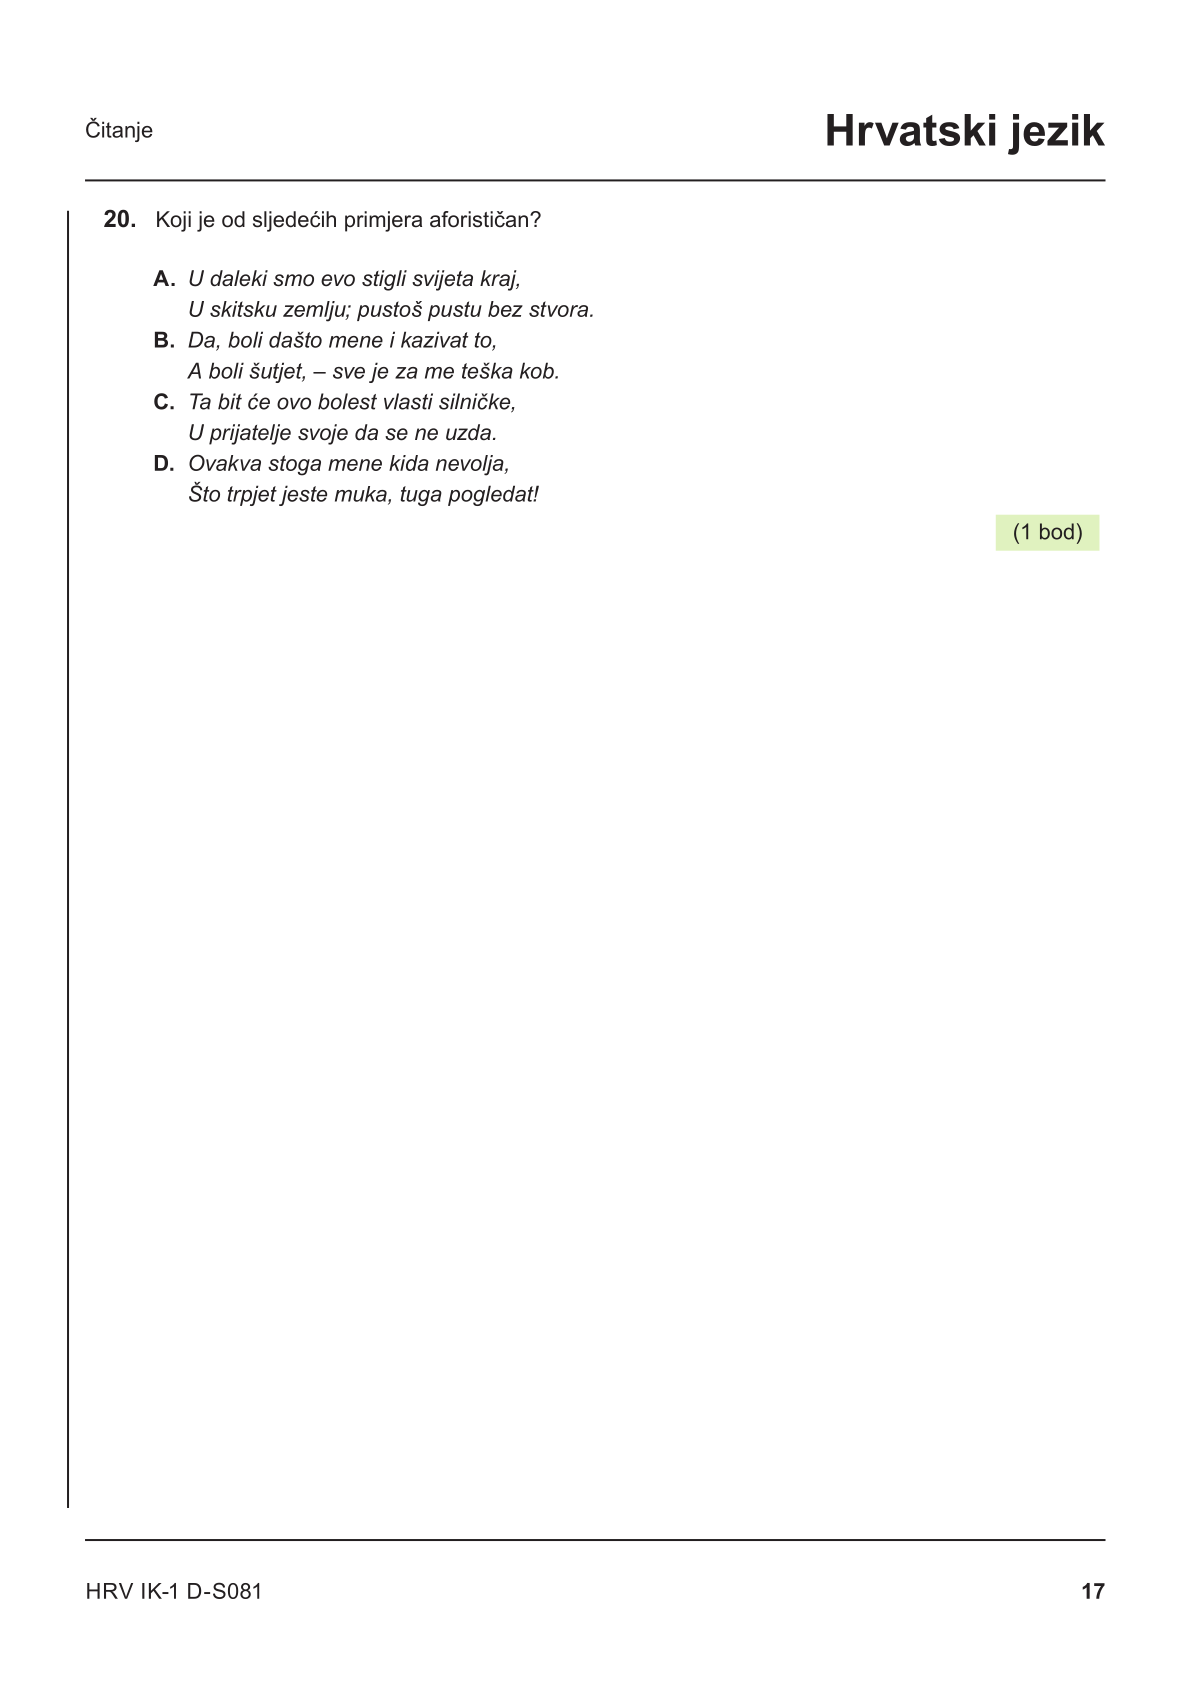 Čitanje
Hrvatski jezik
20. Koji je od sljedećih primjera aforističan?
A. U daleki smo evo stigli svijeta kraj,
U skitsku zemlju; pustoš pustu bez stvora.
B. Da, boli dašto mene i kazivat to,
A boli šutjet, – sve je za me teška kob.
C. Ta bit će ovo bolest vlasti silničke,
U prijatelje svoje da se ne uzda.
D. Ovakva stoga mene kida nevolja,
Što trpjet jeste muka, tuga pogledat!
(1 bod)
HRV IK-1 D-S081
17